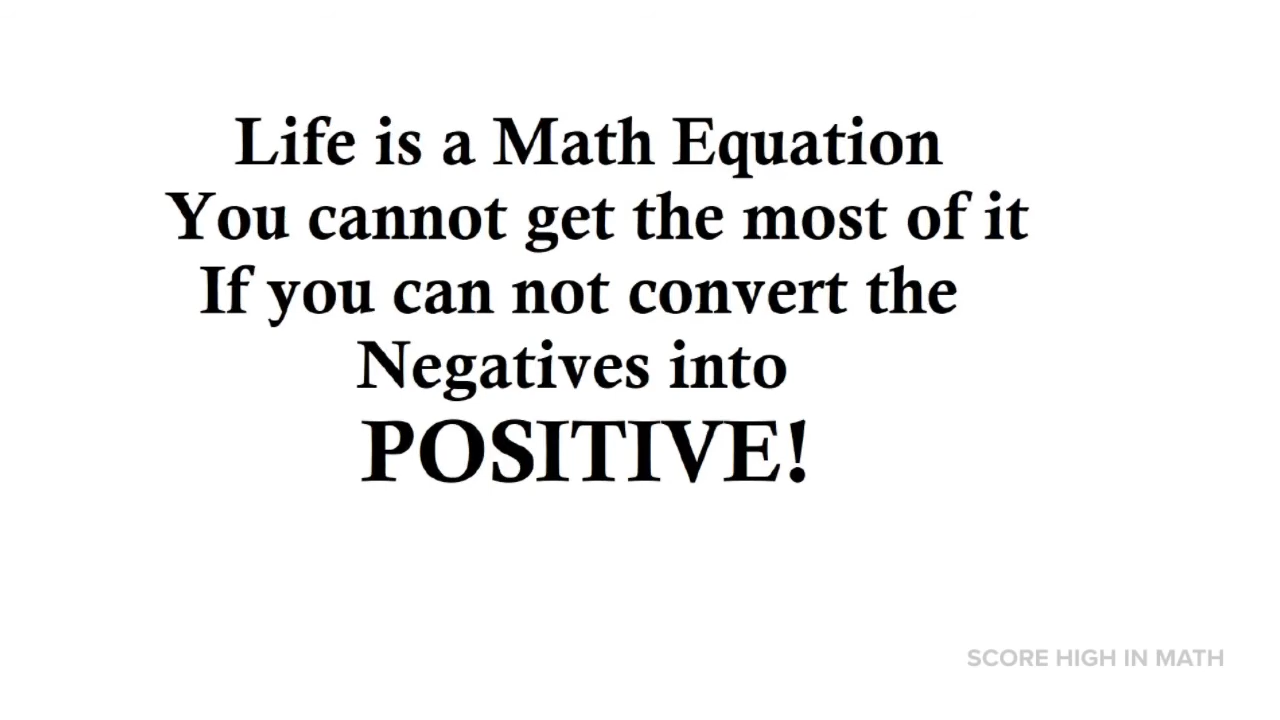 Life is a Math Equation
You cannot get the most of it
If you can not convert the
Negatives into
POSITIVE!
SCORE HIGH IN MATH